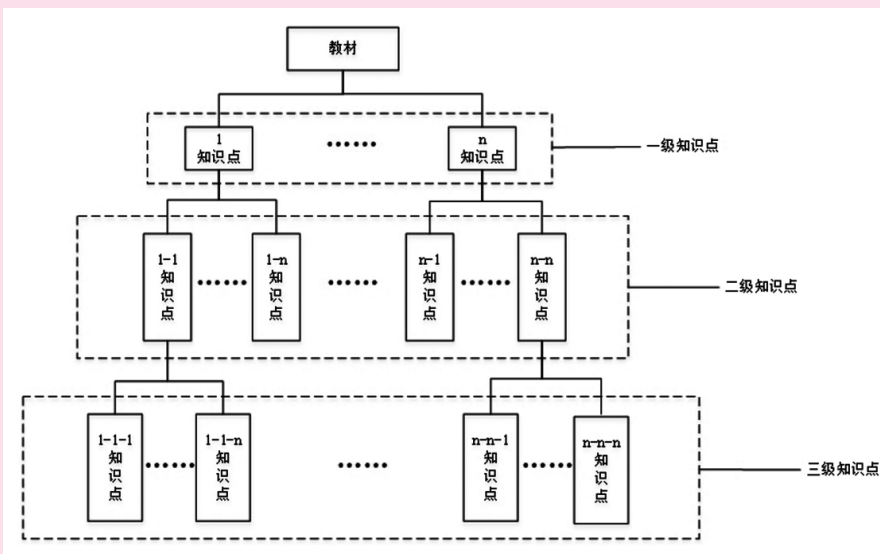 教材
1
知识点
......
n
知识点
一级知识点
1-1
知
识
点
......
1-n
知
识
点
......
n-1
知
识
点
......
n-n
知
识
点
二级知识点
1-1-1
知
识
点
......
1-1-n
知
识
点
......
n-n-1
知
识
点
......
n-n-n
知
识
点
三级知识点